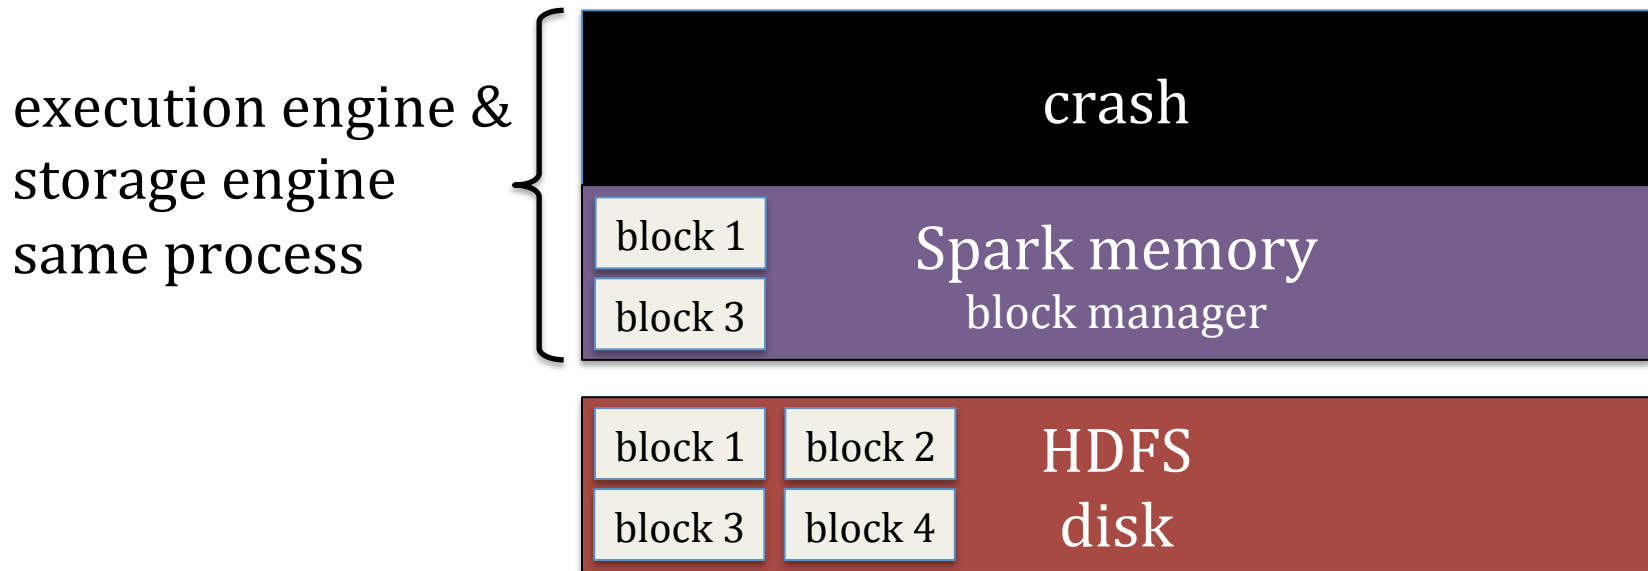 execution engine &
storage engine
same process
crash
block 1
block 3
Spark memory
block manager
block 1
block 2
block 3
block 4
HDFS
disk